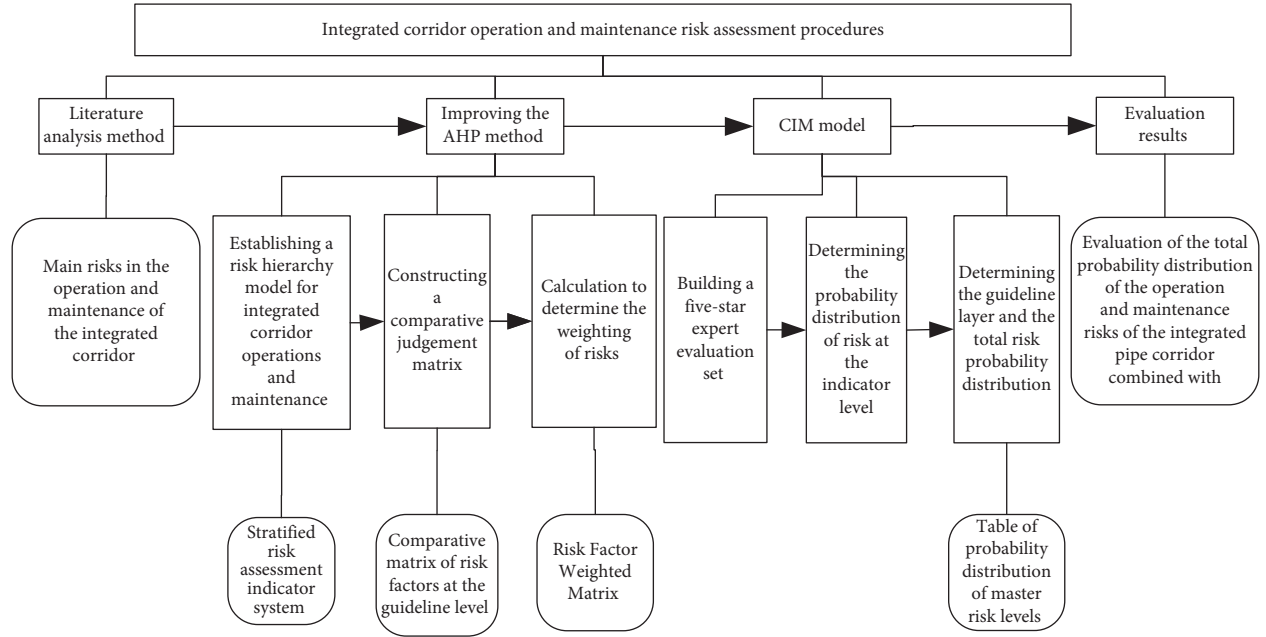 Integrated corridor operation and maintenance risk assessment procedures
Literature
analysis method
Improving the
AHP method
CIM model
Evaluation
results
Main risks in the
operation and
maintenance of
the integrated
corridor
Establishing a
risk hierarchy
model for
integrated
corridor
operations
and
maintenance
Constructing
a
comparative
judgement
matrix
Calculation to
determine the
weighting
of risks
Building a
five-star
expert
evaluation
set
Determining
the
probability
distribution
of risk at
the
indicator
level
Determining
the guideline
layer and the
total risk
probability
distribution
Evaluation of the total
probability distribution
of the operation
and maintenance
risks of the integrated
pipe corridor
combined with
Stratified
risk
assessment
indicator
system
Comparative
matrix of risk
factors at the
guideline level
Risk Factor
Weighted
Matrix
Table of
probability
distribution
of master
risk levels